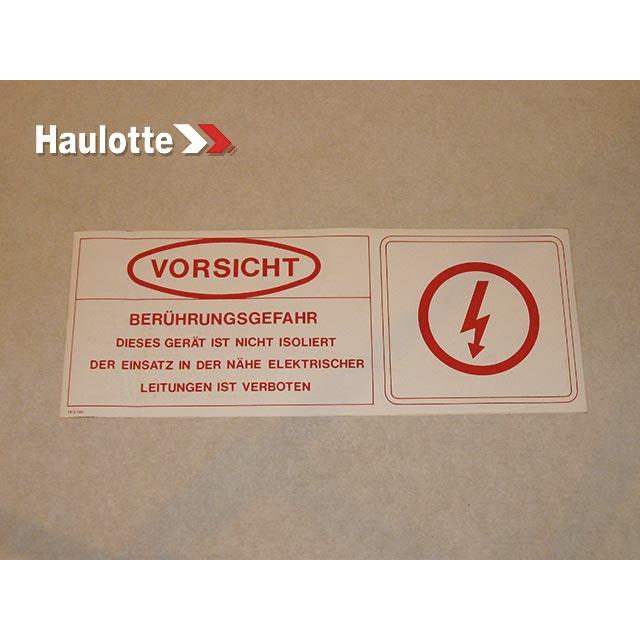 Haulotte
VORSICHT
BERÜHRUNGSGEFAHR
DIESES GERÄT IST NICHT ISOLIERT
DER EINSATZ IN DER NÄHE ELEKTRISCHER
LEITUNGEN IST VERBOTEN